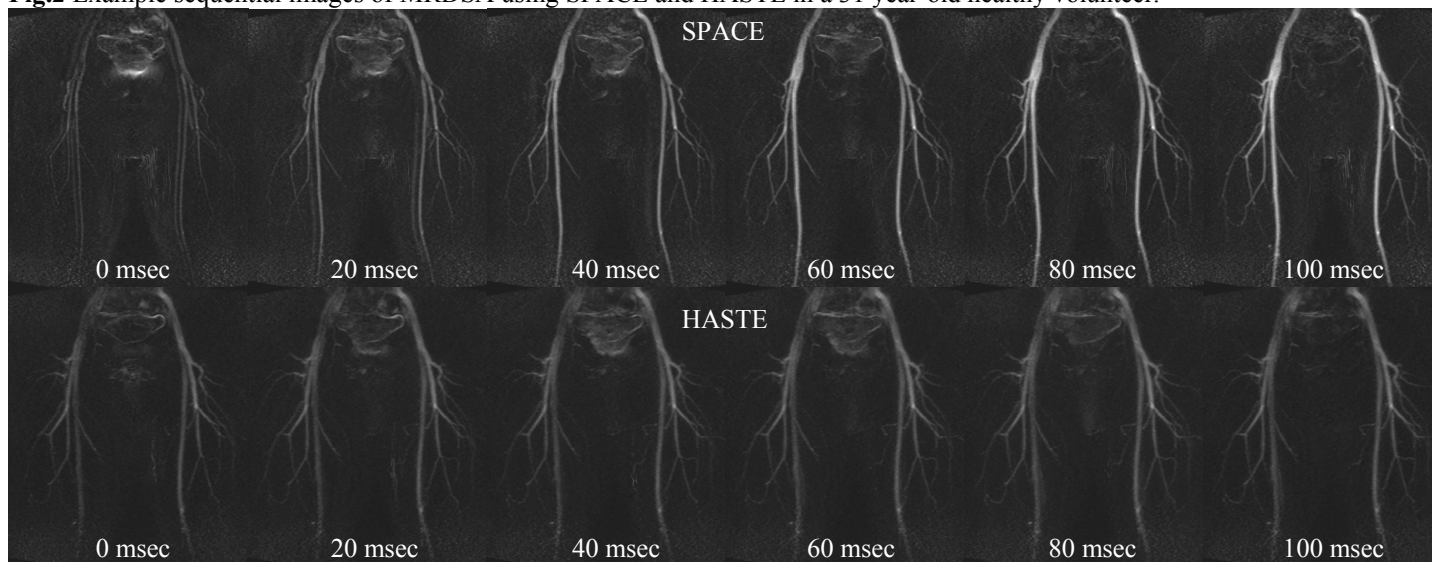 Fig.2 Example sequential images of MRDSA using SPACE and HASTE in a 31-year-old healthy volunteer.
SPACE
0 msec 20 msec 40 msec 60 msec 80 msec 100 msec
HASTE
0 msec 20 msec 40 msec 60 msec 80 msec 100 msec